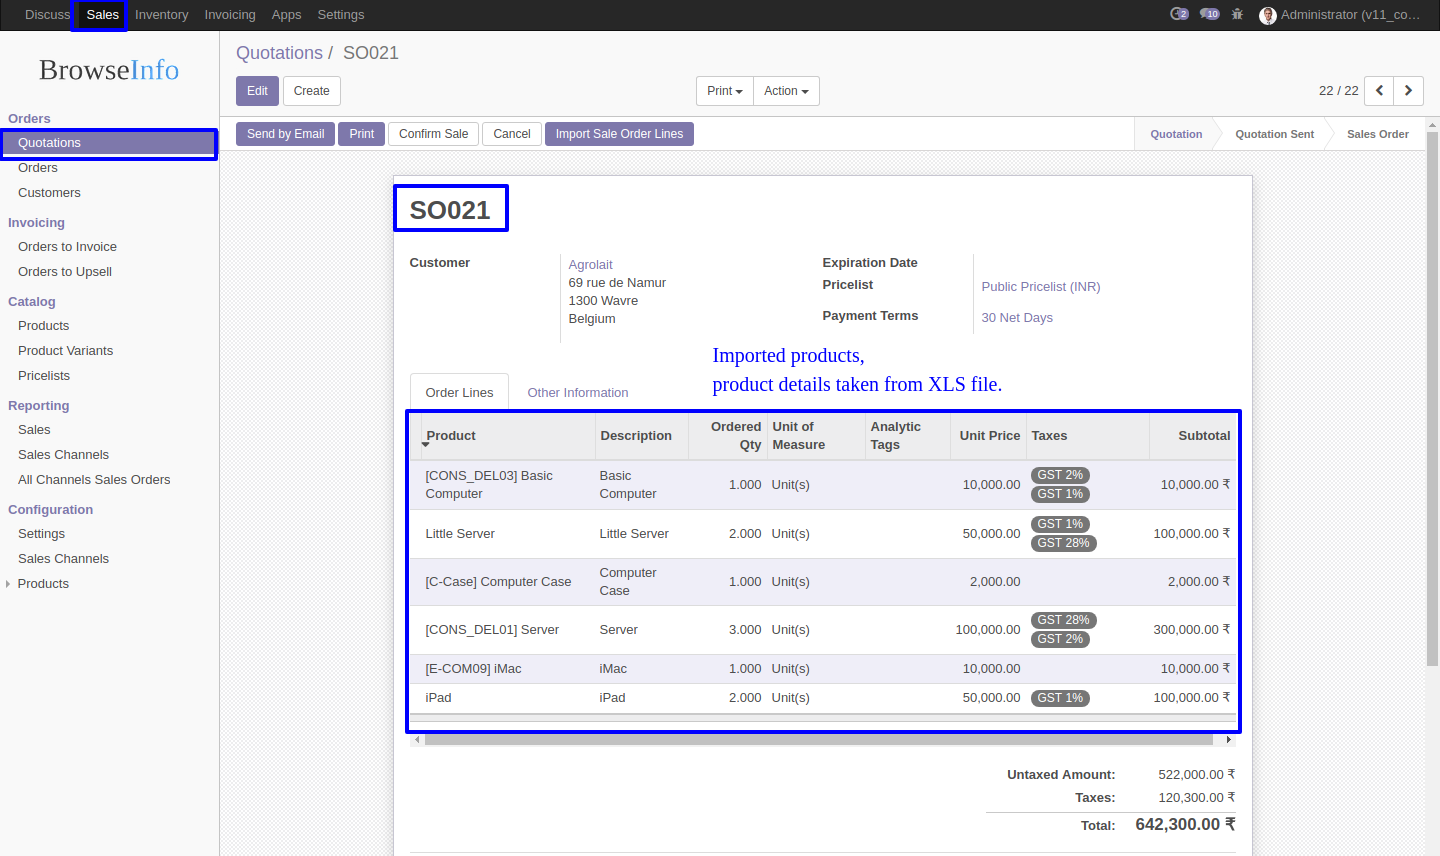 Discuss Sales Inventory Invoicing Apps Settings 2 10 Administrator (v11_co…
BrowseInfo
Orders
Quotations
Orders
Customers
Invoicing
Orders to Invoice
Orders to Upsell
Catalog
Products
Product Variants
Pricelists
Reporting
Sales
Sales Channels
All Channels Sales Orders
Configuration
Settings
Sales Channels
Products
Quotations / SO021
Edit Create Print Action 22 / 22
Send by Email Print Confirm Sale Cancel Import Sale Order Lines Quotation Quotation Sent Sales Order
SO021
Customer
Agrolait
69 rue de Namur
1300 Wavre
Belgium
Expiration Date
Pricelist Public Pricelist (INR)
Payment Terms 30 Net Days
Imported products,
product details taken from XLS file.
Order Lines Other Information
Product Description Ordered Qty Unit of Measure Analytic Tags Unit Price Taxes Subtotal
[CONS_DEL03] Basic Computer Basic Computer 1.000 Unit(s) 10,000.00 GST 2% GST 1% 10,000.00 ₹
Little Server Little Server 2.000 Unit(s) 50,000.00 GST 1% GST 28% 100,000.00 ₹
[C-Case] Computer Case Computer Case 1.000 Unit(s) 2,000.00 2,000.00 ₹
[CONS_DEL01] Server Server 3.000 Unit(s) 100,000.00 GST 28% GST 2% 300,000.00 ₹
[E-COM09] iMac iMac 1.000 Unit(s) 10,000.00 10,000.00 ₹
iPad iPad 2.000 Unit(s) 50,000.00 GST 1% 100,000.00 ₹
Untaxed Amount: 522,000.00 ₹
Taxes: 120,300.00 ₹
Total: 642,300.00 ₹